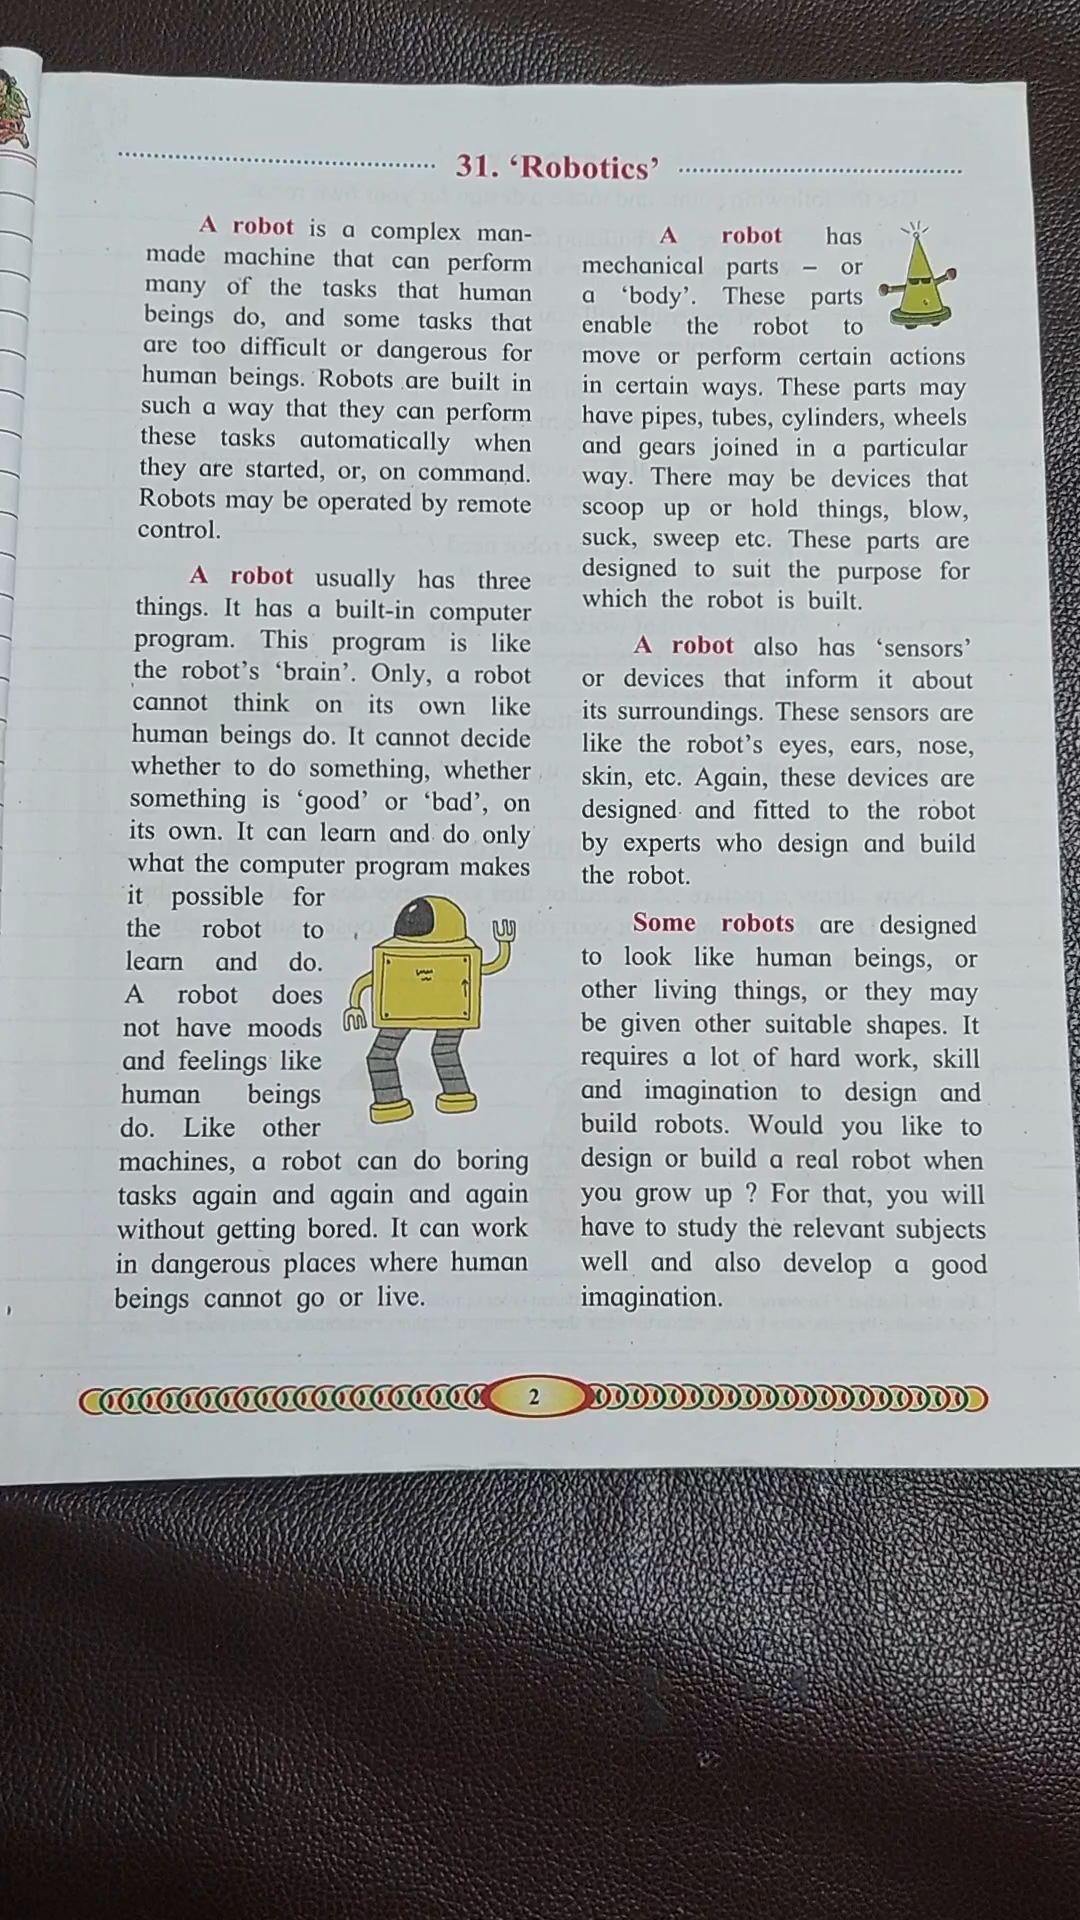 31. ‘Robotics’
A robot is a complex man-
made machine that can perform
many of the tasks that human
beings do, and some tasks that
are too difficult or dangerous for
human beings. Robots are built in
such a way that they can perform
these tasks automatically when
they are started, or, on command.
Robots may be operated by remote
control.
A robot usually has three
things. It has a built-in computer
program. This program is like
the robot’s ‘brain’. Only, a robot
cannot think on its own like
human beings do. It cannot decide
whether to do something, whether
something is ‘good’ or ‘bad’, on
its own. It can learn and do only
what the computer program makes
it possible for
the robot to
learn and do.
A robot does
not have moods
and feelings like
human beings
do. Like other
machines, a robot can do boring
tasks again and again and again
without getting bored. It can work
in dangerous places where human
beings cannot go or live.
A robot has
mechanical parts – or
a ‘body’. These parts
enable the robot to
move or perform certain actions
in certain ways. These parts may
have pipes, tubes, cylinders, wheels
and gears joined in a particular
way. There may be devices that
scoop up or hold things, blow,
suck, sweep etc. These parts are
designed to suit the purpose for
which the robot is built.
A robot also has ‘sensors’
or devices that inform it about
its surroundings. These sensors are
like the robot’s eyes, ears, nose,
skin, etc. Again, these devices are
designed and fitted to the robot
by experts who design and build
the robot.
Some robots are designed
to look like human beings, or
other living things, or they may
be given other suitable shapes. It
requires a lot of hard work, skill
and imagination to design and
build robots. Would you like to
design or build a real robot when
you grow up ? For that, you will
have to study the relevant subjects
well and also develop a good
imagination.
2